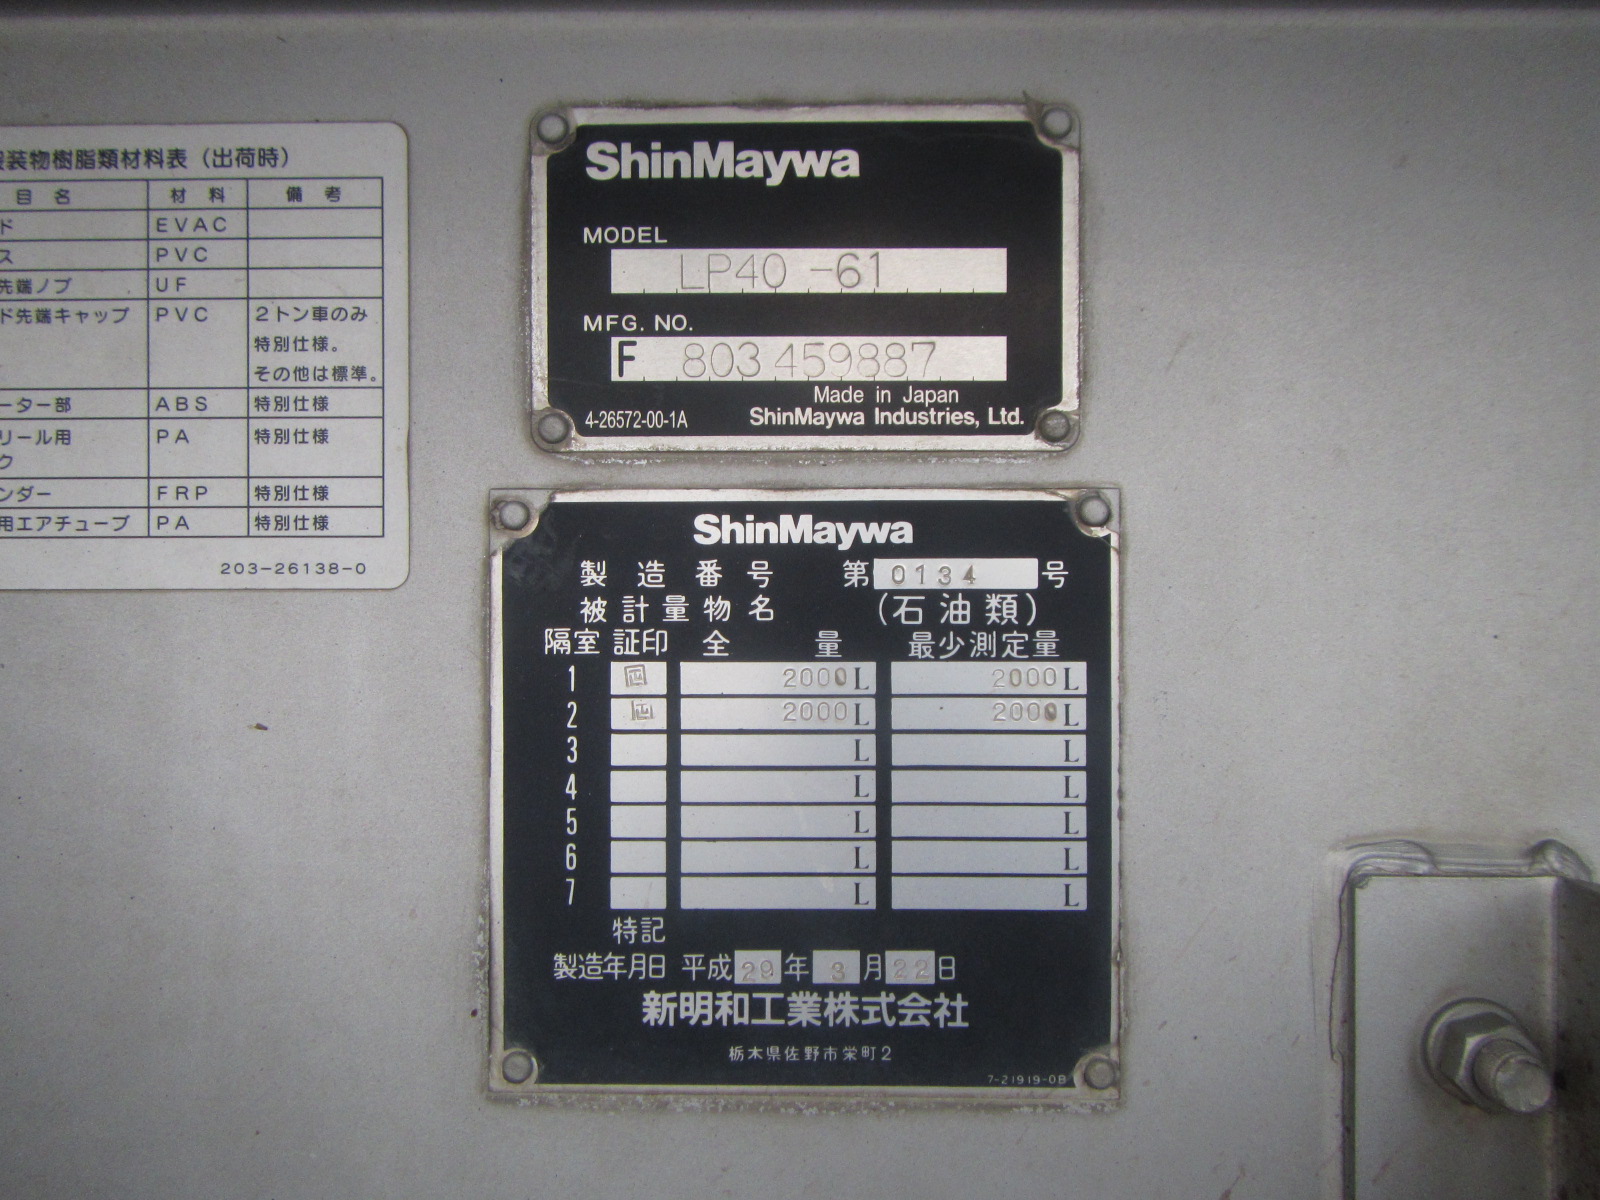 装物樹脂類材料表（出荷時）
目 名 材 料 備 考
ド EVAC
ス PVC
先端ノブ UF
ド先端キャップ PVC 2トン車のみ
特別仕様。
その他は標準。
ーター部 ABS 特別仕様
リール用 PA 特別仕様
ク
ンダー FRP 特別仕様
用エアチューブ PA 特別仕様
203-26138-0
ShinMaywa
MODEL
LP40 -61
MFG. NO.
F 803459887
Made in Japan
4-26572-00-1A ShinMaywa Industries, Ltd.
ShinMaywa
製造番号 第 0134 号
被計量物名 (石油類)
隔室 証印 全 量 最少測定量
1 2000 L 2000 L
2 2000 L 2000 L
3 L L
4 L L
5 L L
6 L L
7 L L
特記
製造年月日 平成 29 年 3 月 22 日
新明和工業株式会社
栃木県佐野市栄町2
7-21919-0B